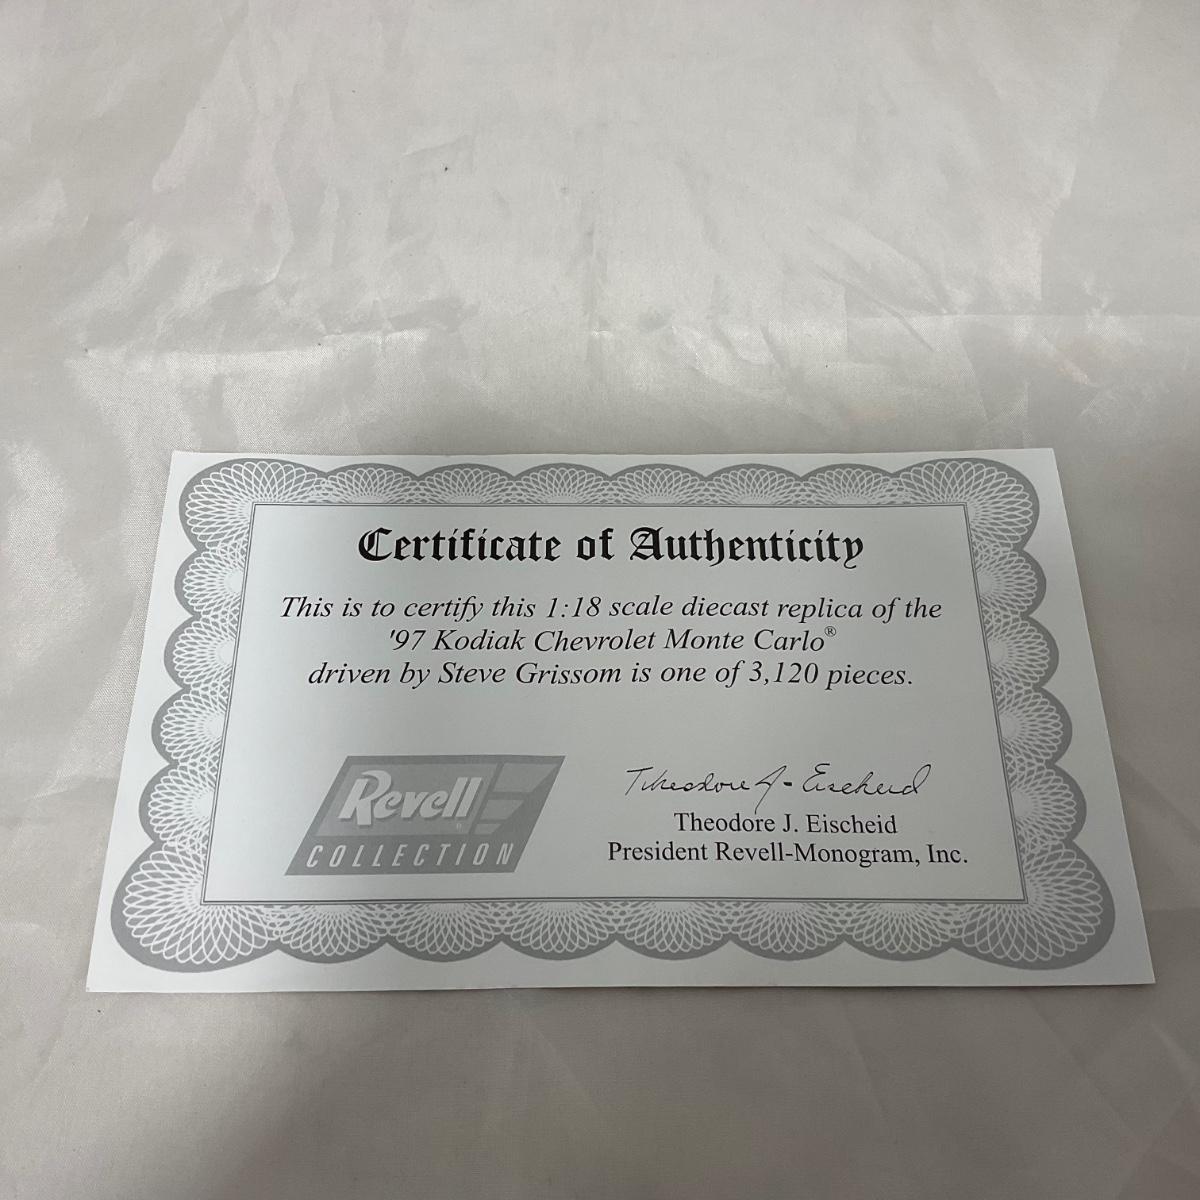 Certificate of Authenticity
This is to certify this 1:18 scale diecast replica of the
'97 Kodiak Chevrolet Monte Carlo®
driven by Steve Grissom is one of 3,120 pieces.
Revell®
COLLECTION
Theodore J. Eischeid
Theodore J. Eischeid
President Revell-Monogram, Inc.